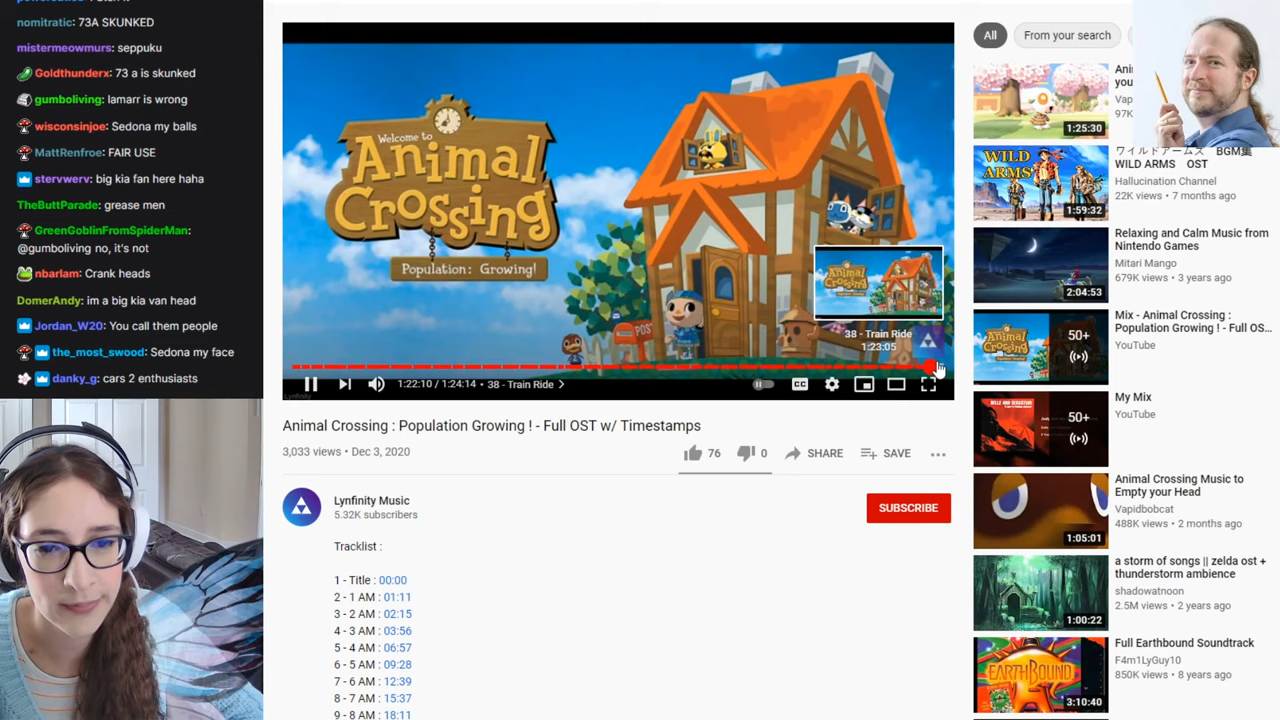 nomitratic: 73A SKUNKED
mistermeowmurs: seppuku
Goldthunderx: 73 a is skunked
gumboliving: lamarr is wrong
wisconsinjoe: Sedona my balls
MattRenfroe: FAIR USE
stervwerv: big kia fan here haha
TheButtParade: grease men
GreenGoblinFromSpiderMan:
@gumboliving no, it's not
nbarlam: Crank heads
DomerAndy: im a big kia van head
Jordan_W20: You call them people
the_most_swood: Sedona my face
danky_g: cars 2 enthusiasts
Welcome to
Animal
Crossing
Population: Growing!
POST
38 - Train Ride
1:23:05
1:22:10 / 1:24:14 • 38 - Train Ride
CC
Animal Crossing : Population Growing ! - Full OST w/ Timestamps
3,033 views • Dec 3, 2020
76
0
SHARE
SAVE
Lynfinity Music
5.32K subscribers
SUBSCRIBE
Tracklist :
1 - Title : 00:00
2 - 1 AM : 01:11
3 - 2 AM : 02:15
4 - 3 AM : 03:56
5 - 4 AM : 06:57
6 - 5 AM : 09:28
7 - 6 AM : 12:39
8 - 7 AM : 15:37
9 - 8 AM : 18:11
All
From your search
1:25:30
WILD
ARMS
1:59:32
ワイルドアームズ BGM集
WILD ARMS OST
Hallucination Channel
22K views • 7 months ago
2:04:53
Relaxing and Calm Music from
Nintendo Games
Mitari Mango
679K views • 3 years ago
50+
Mix - Animal Crossing :
Population Growing ! - Full OS...
YouTube
50+
My Mix
YouTube
1:05:01
Animal Crossing Music to
Empty your Head
Vapidbobcat
488K views • 2 months ago
1:00:22
a storm of songs || zelda ost +
thunderstorm ambience
shadowatnoon
2.5M views • 2 years ago
EARTHBOUND
3:10:40
Full Earthbound Soundtrack
F4m1LyGuy10
850K views • 8 years ago